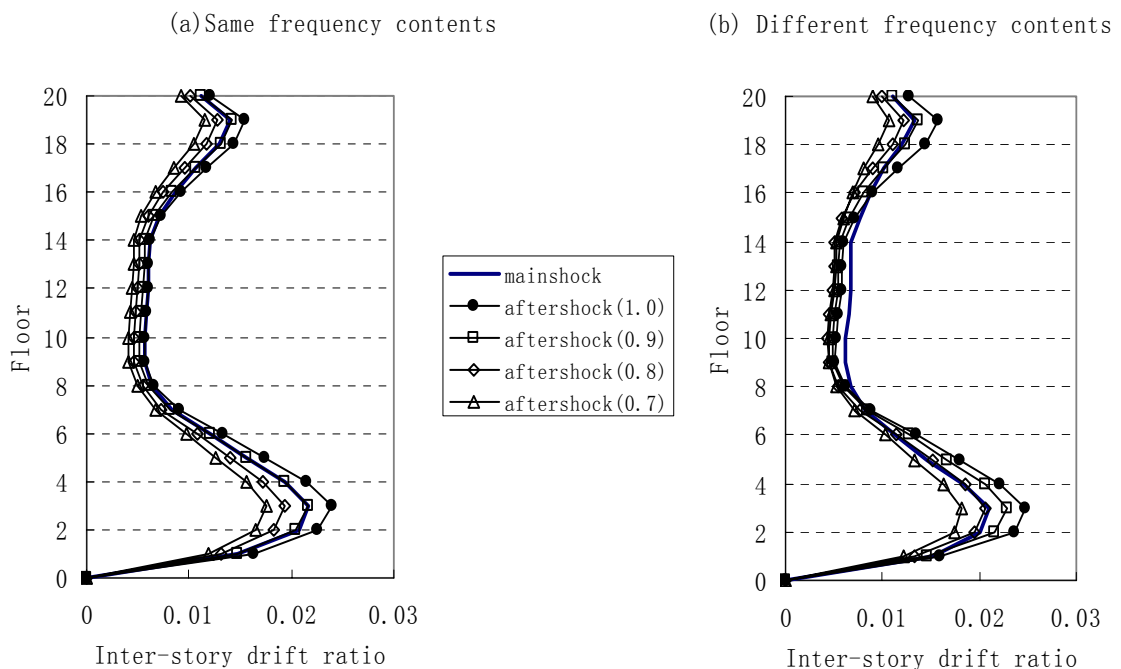 (a)Same frequency contents
20
18
16
14
12
10
8
6
4
2
0
Floor
0 0.01 0.02 0.03
Inter-story drift ratio
mainshock
aftershock(1.0)
aftershock(0.9)
aftershock(0.8)
aftershock(0.7)
(b) Different frequency contents
20
18
16
14
12
10
8
6
4
2
0
Floor
0 0.01 0.02 0.03
Inter-story drift ratio